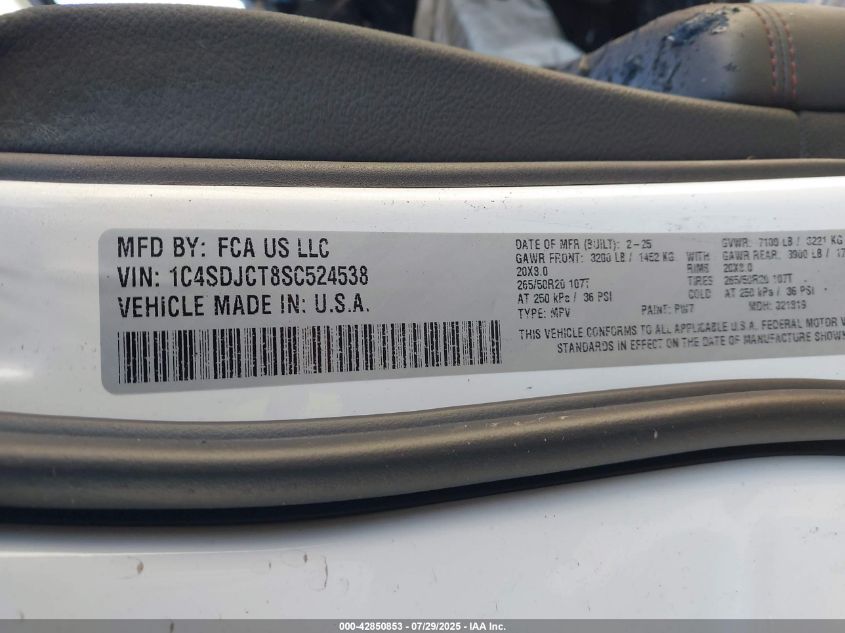 MFD BY: FCA US LLC
VIN: 1C4SDJCT8SC524538
VEHICLE MADE IN: U.S.A.
DATE OF MFR (BUILT): 2-25 GVWR: 7100 LB / 3221 KG
GAWR FRONT: 3200 LB / 1452 KG WITH GAWR REAR: 3900 LB /
20X8.0 RIMS 20X8.0
265/50R20 107T TIRES 265/50R20 107T
AT 250 kPa / 36 PSI COLD AT 250 kPa / 36 PSI
TYPE: MPV PAINT: PW7 MDH:
THIS VEHICLE CONFORMS TO ALL APPLICABLE U.S.A. FEDERAL MOTOR
STANDARDS IN EFFECT ON THE DATE OF MANUFACTURE SHOWN
000-42850853 / 07/29/2025 - IAA Inc.